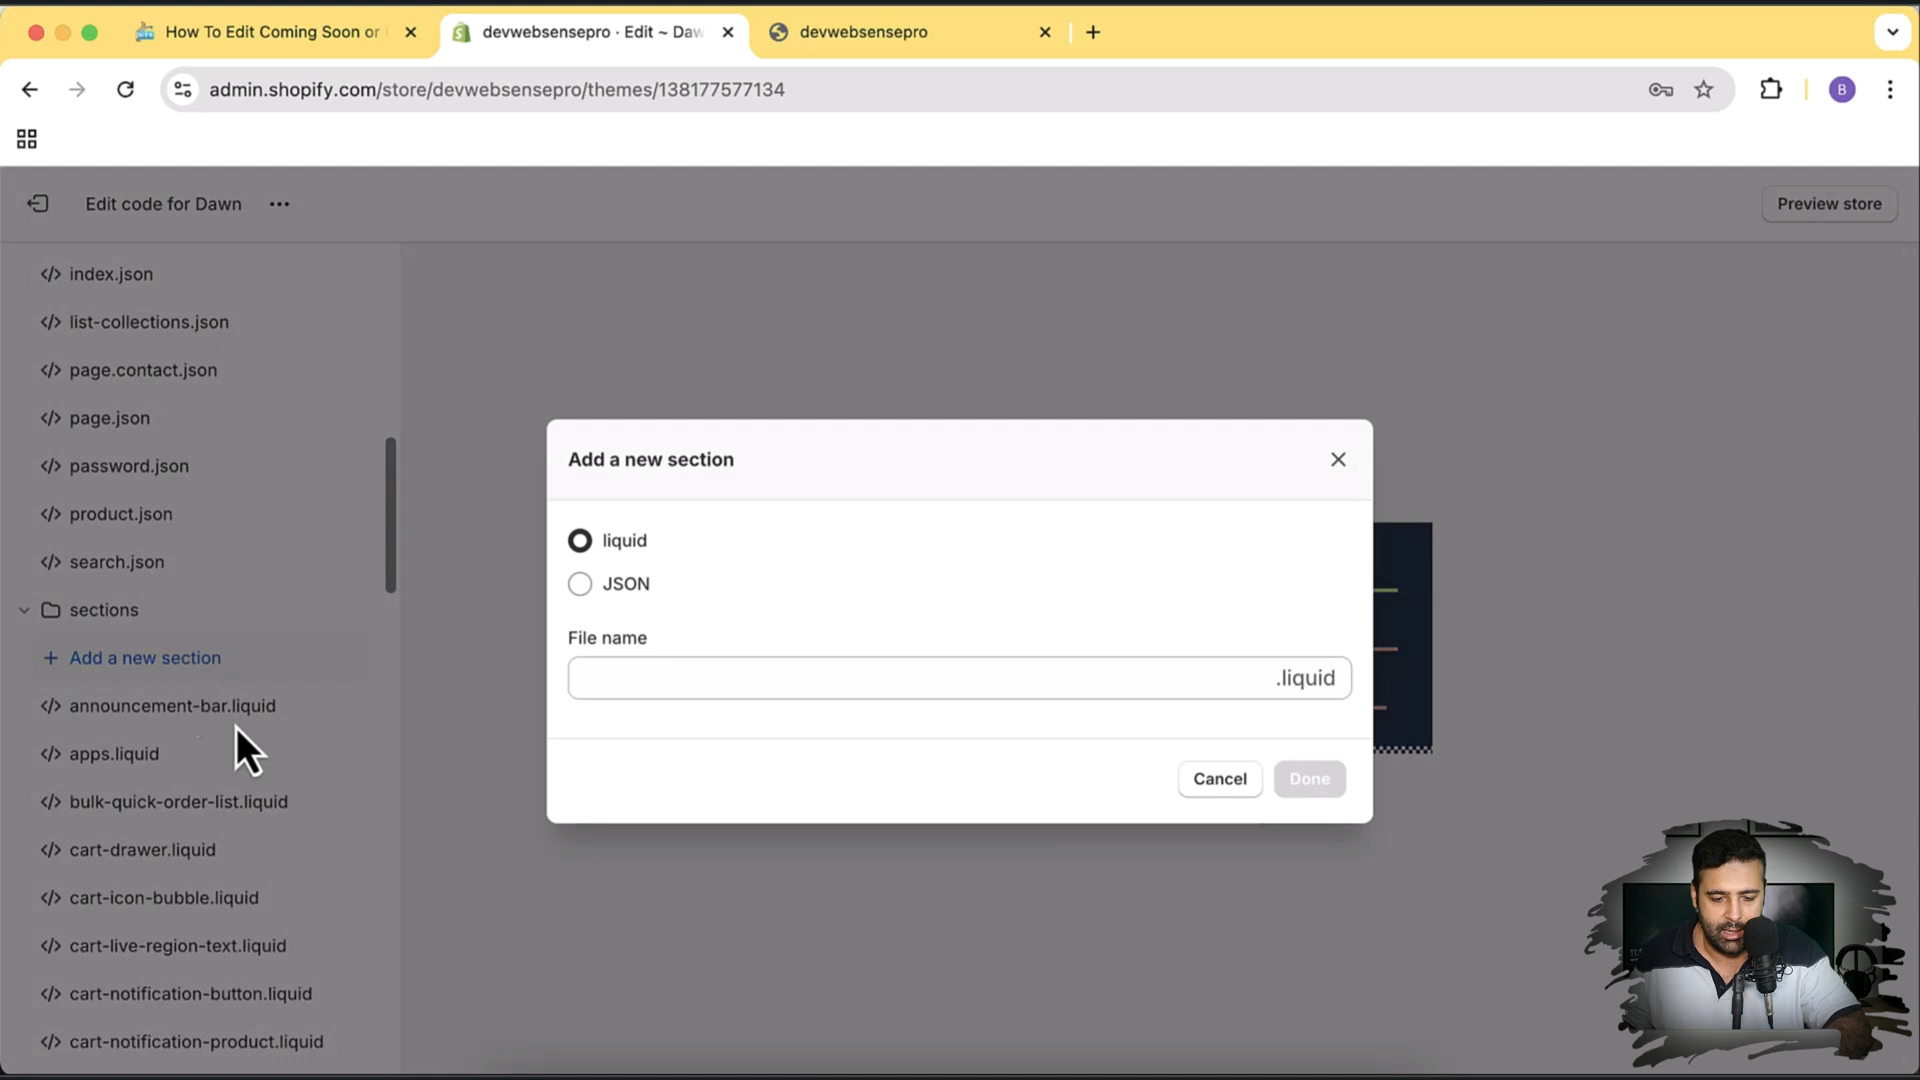 How To Edit Coming Soon or
devwebsensepro · Edit ~ Daw
devwebsensepro
admin.shopify.com/store/devwebsensepro/themes/138177577134
B
Edit code for Dawn
Preview store
index.json
list-collections.json
page.contact.json
page.json
password.json
product.json
search.json
sections
Add a new section
announcement-bar.liquid
apps.liquid
bulk-quick-order-list.liquid
cart-drawer.liquid
cart-icon-bubble.liquid
cart-live-region-text.liquid
cart-notification-button.liquid
cart-notification-product.liquid
Add a new section
liquid
JSON
File name
.liquid
Cancel
Done